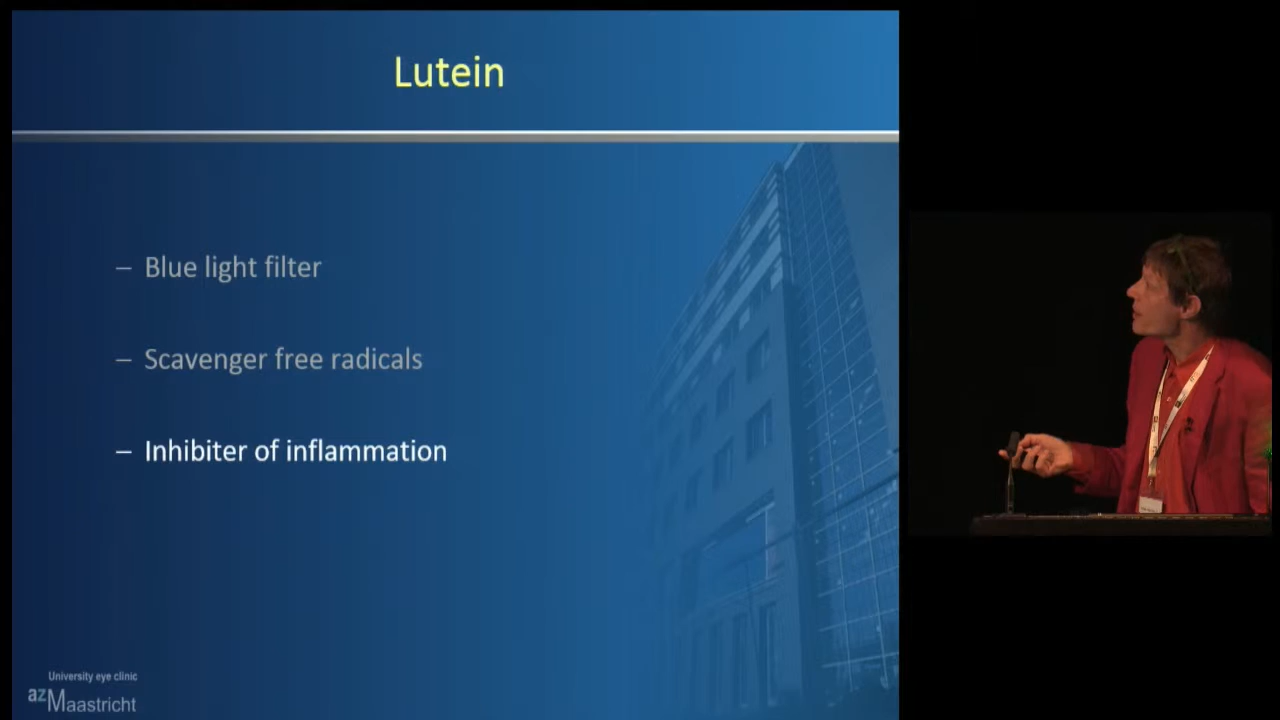 Lutein
– Blue light filter
– Scavenger free radicals
– Inhibiter of inflammation
University eye clinic
azMaastricht